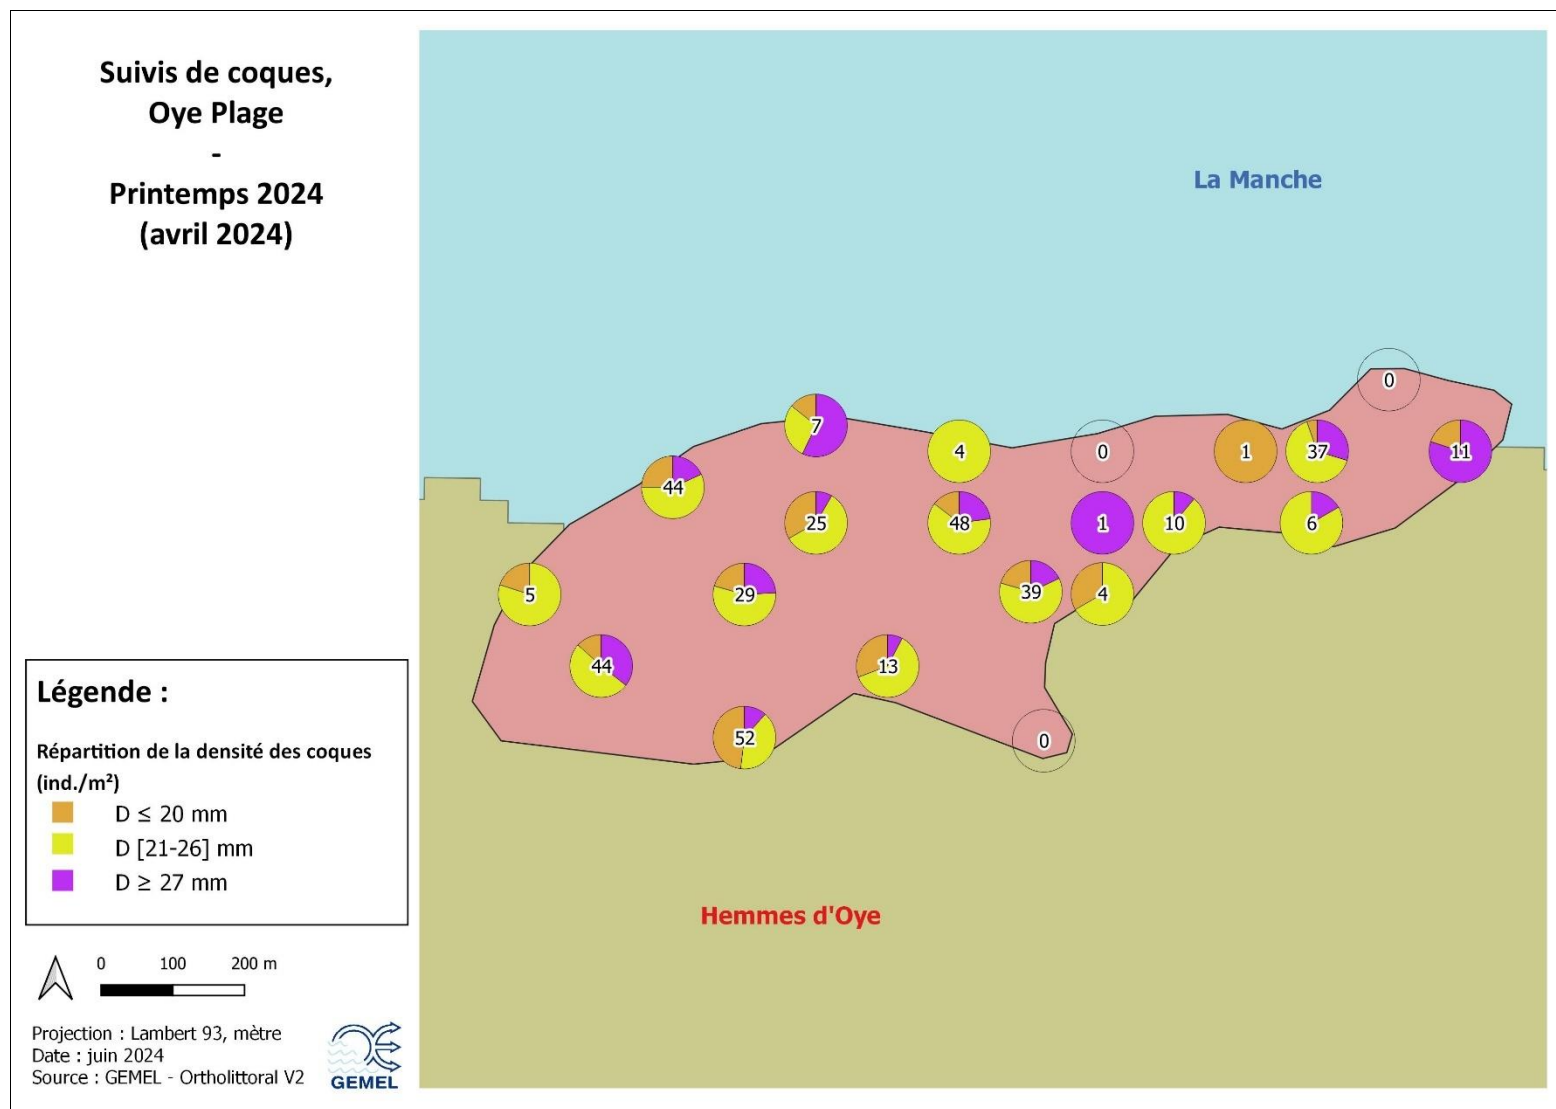 Suivis de coques,
Oye Plage
-
Printemps 2024
(avril 2024)
La Manche
0
7
4
0
1
37
11
44
25
48
1
10
6
5
29
39
4
44
13
52
0
Hemmes d'Oye
Légende :
Répartition de la densité des coques
(ind./m²)
D ≤ 20 mm
D [21-26] mm
D ≥ 27 mm
0 100 200 m
Projection : Lambert 93, mètre
Date : juin 2024
Source : GEMEL - Ortholittoral V2
GEMEL